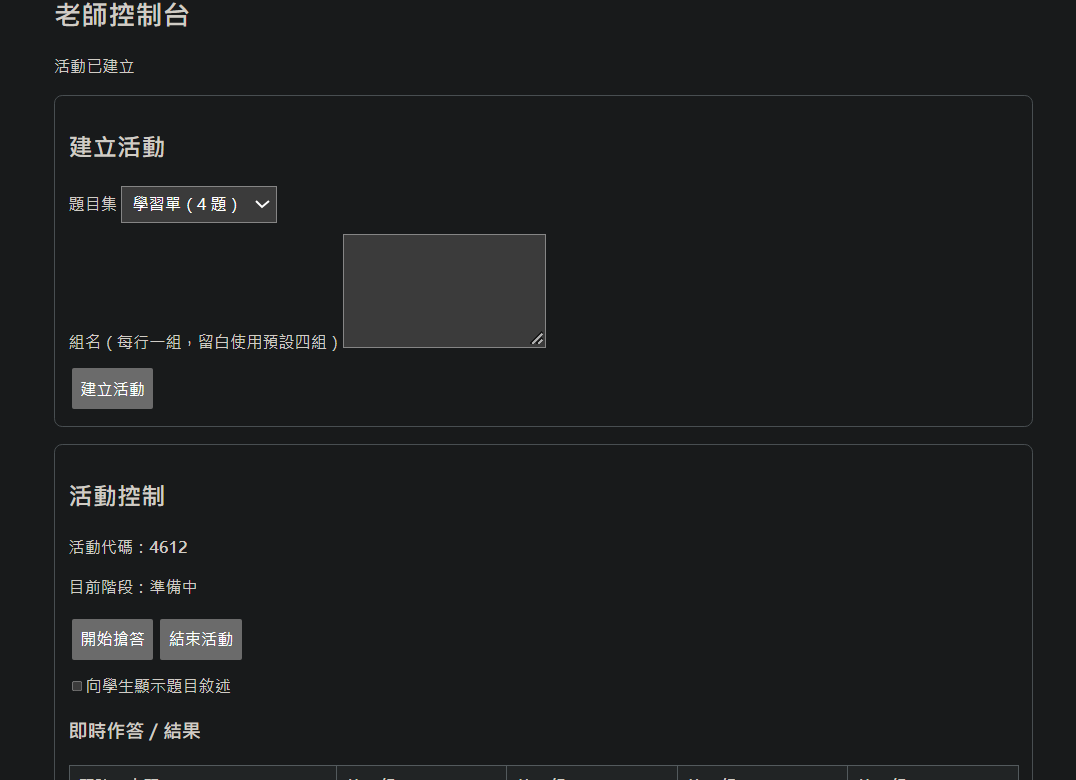 老師控制台
活動已建立
建立活動
題目集 學習單（4 題）
組名（每行一組，留白使用預設四組）
建立活動
活動控制
活動代碼：4612
目前階段：準備中
開始搶答 結束活動
向學生顯示題目敘述
即時作答 / 結果